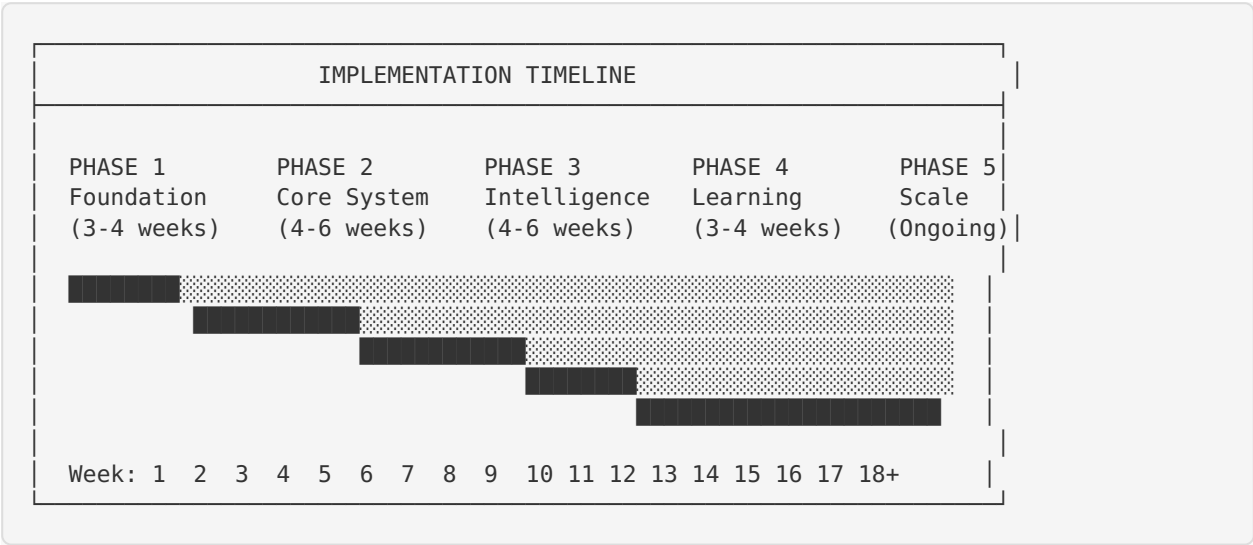 IMPLEMENTATION TIMELINE
PHASE 1 PHASE 2 PHASE 3 PHASE 4 PHASE 5
Foundation Core System Intelligence Learning Scale
(3-4 weeks) (4-6 weeks) (4-6 weeks) (3-4 weeks) (Ongoing)
Week: 1 2 3 4 5 6 7 8 9 10 11 12 13 14 15 16 17 18+